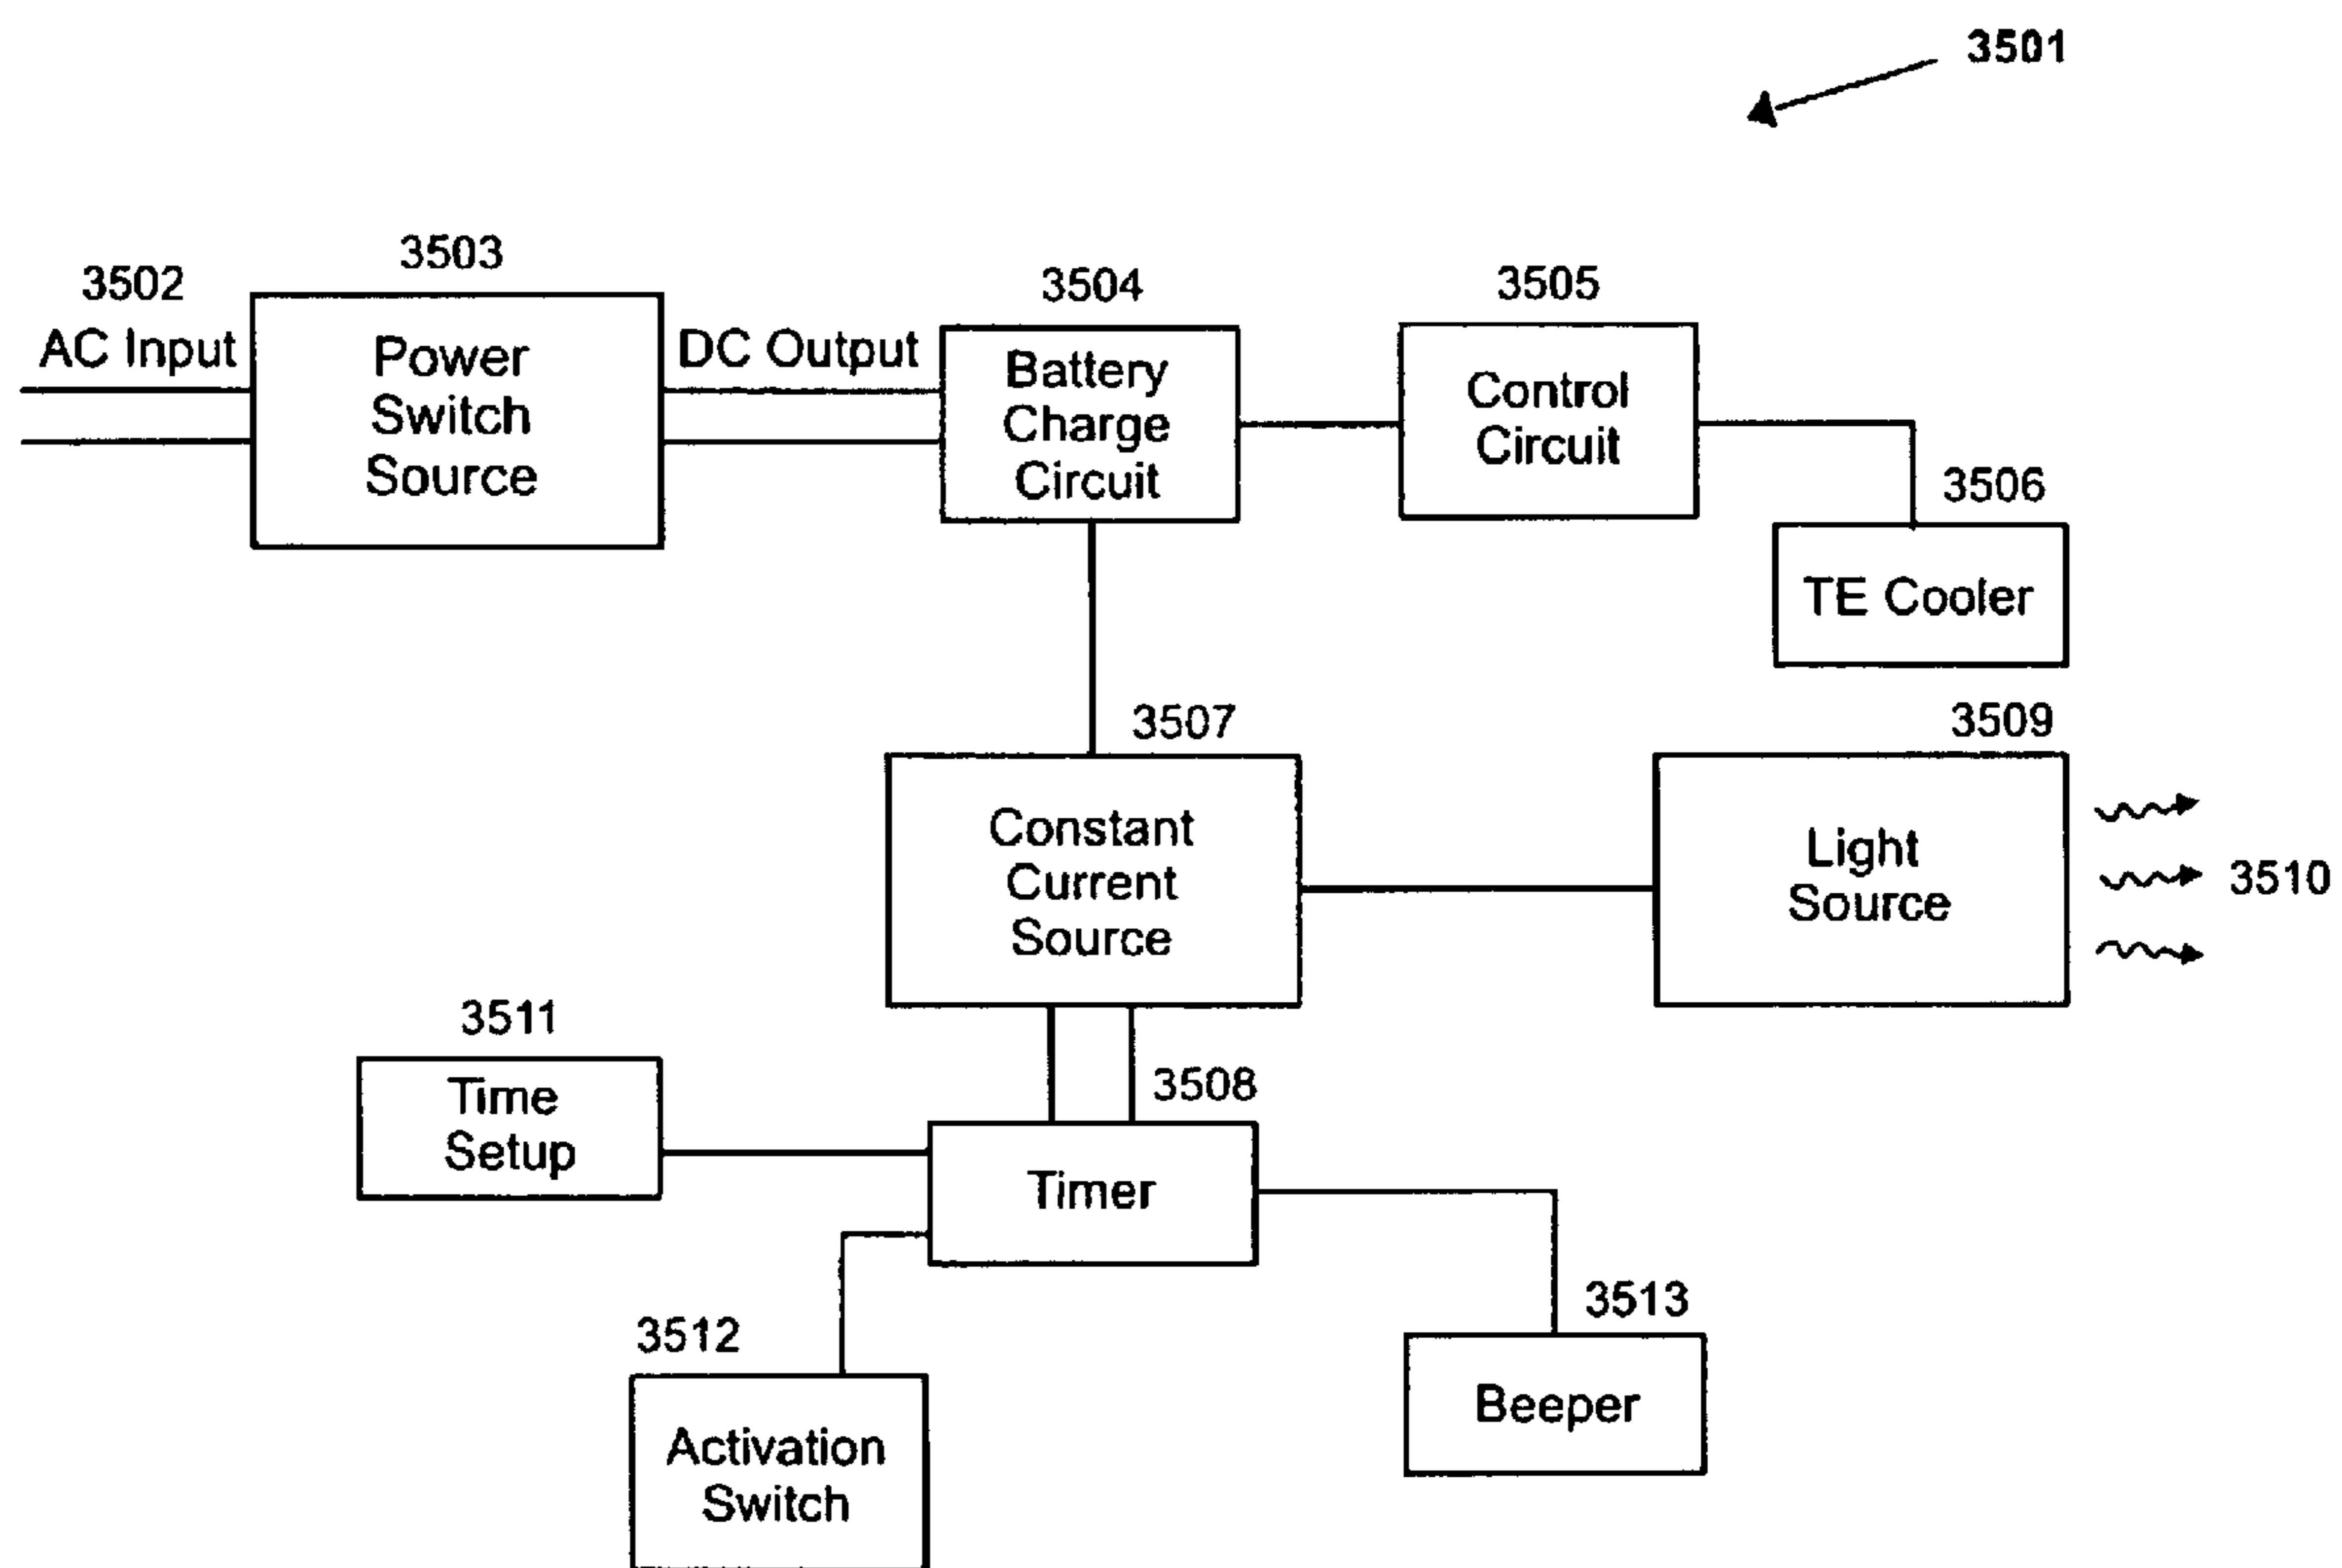 3501
3502
AC Input
3503
Power
Switch
Source
DC Output
3504
Battery
Charge
Circuit
3505
Control
Circuit
3506
TE Cooler
3507
Constant
Current
Source
3509
Light
Source
3510
3511
Time
Setup
3508
Timer
3512
Activation
Switch
3513
Beeper